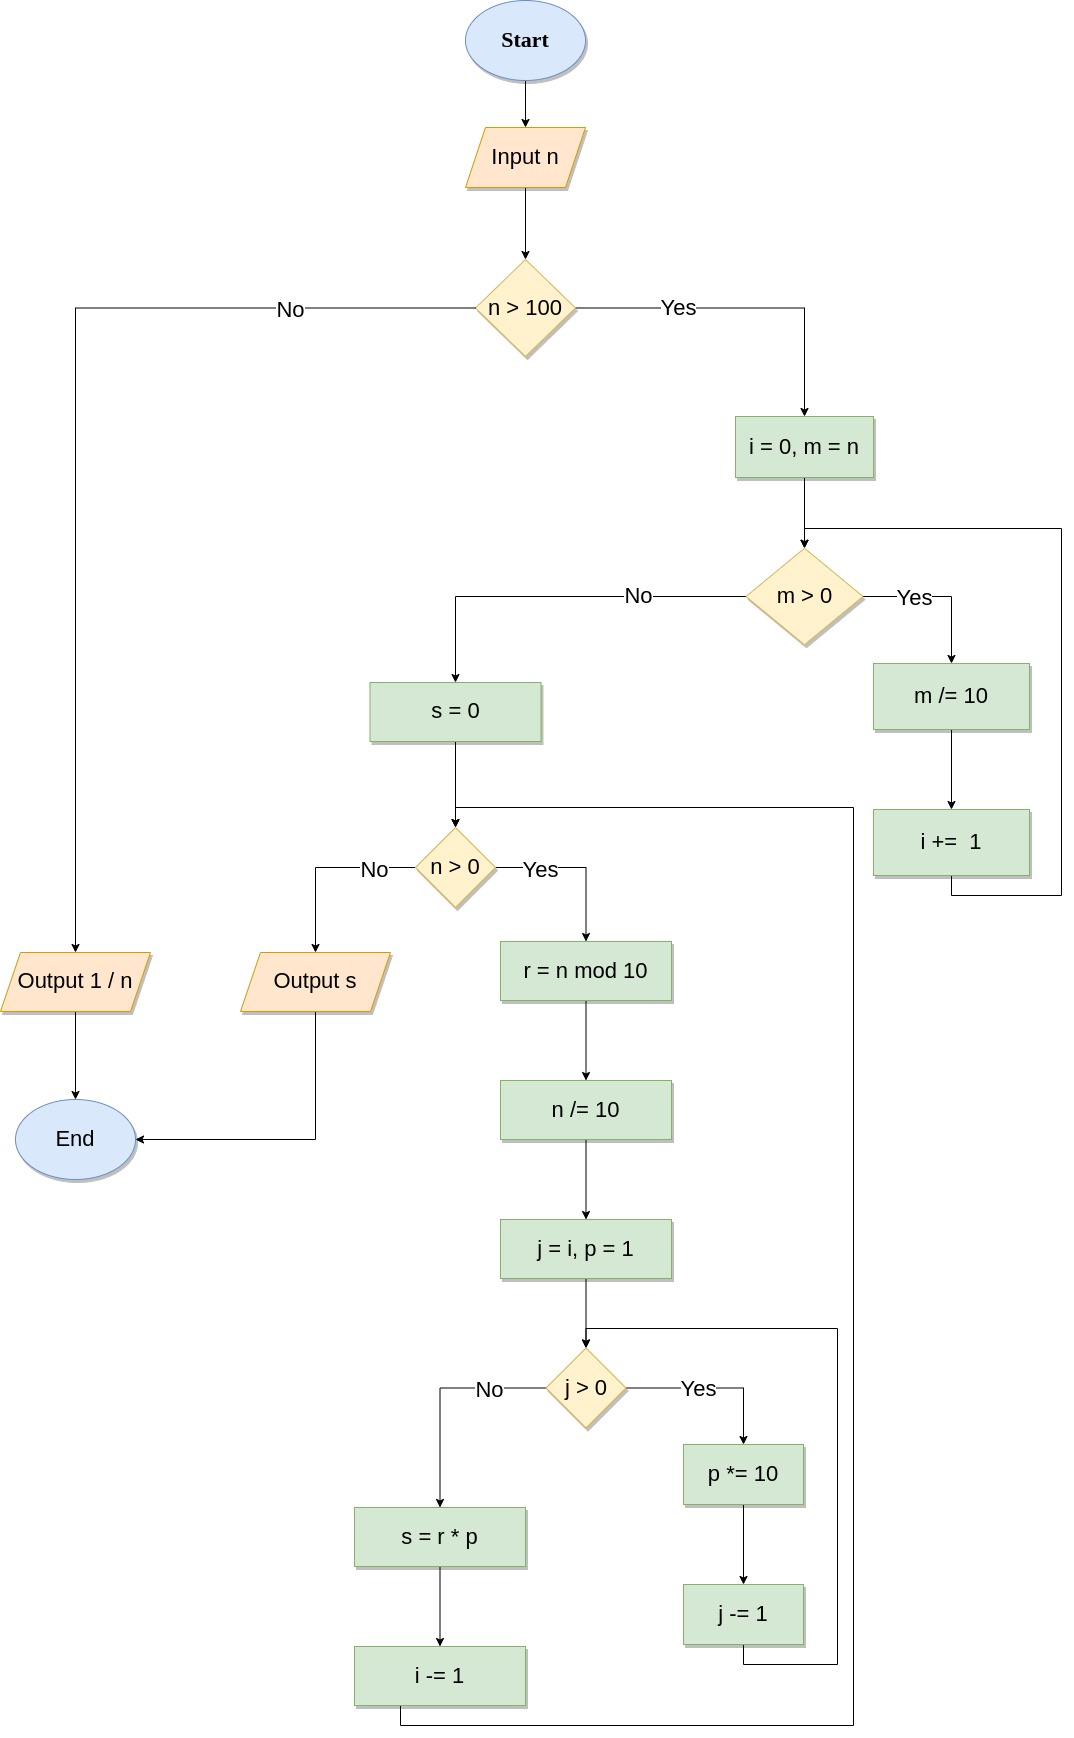 Start
Input n
n > 100
No
Yes
i = 0, m = n
m > 0
No
Yes
m /= 10
s = 0
i += 1
n > 0
No
Yes
Output 1 / n
Output s
r = n mod 10
n /= 10
End
j = i, p = 1
j > 0
No
Yes
p *= 10
s = r * p
j -= 1
i -= 1